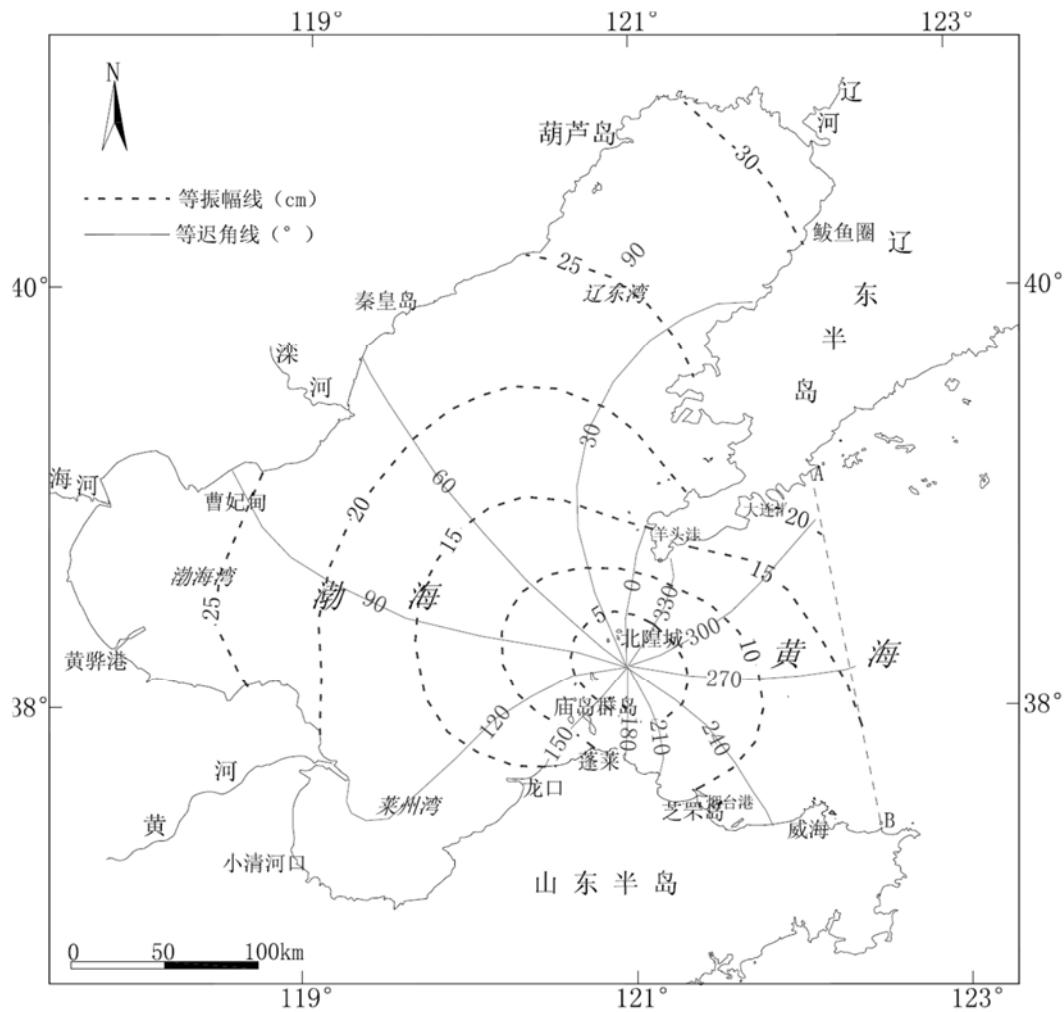 119°
121°
123°
N
辽
河
葫芦岛
30
等振幅线（cm）
等迟角线（°）
鲅鱼圈
辽
40°
25
90
辽东湾
秦皇岛
东
40°
半
滦
河
岛
30
海河
60
A
曹妃甸
20
大连
20
15
羊头洼
渤海湾
25
90
渤 海
0
330
15
5
北隍城
300
10
黄 海
黄骅港
270
38°
庙岛群岛
38°
120
150
180
210
240
蓬莱
河
龙口
莱州湾
芝罘岛
烟台港
黄
威海
B
小清河口
山东半岛
0 50 100km
119°
121°
123°